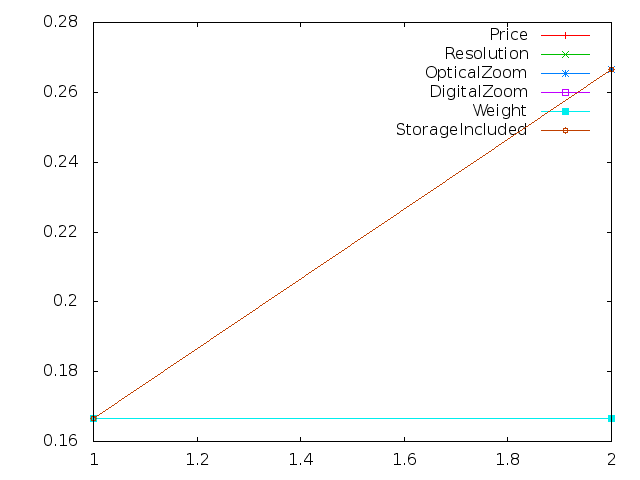 0.28
0.26
0.24
0.22
0.2
0.18
0.16
1
1.2
1.4
1.6
1.8
2
Price
Resolution
OpticalZoom
DigitalZoom
Weight
StorageIncluded